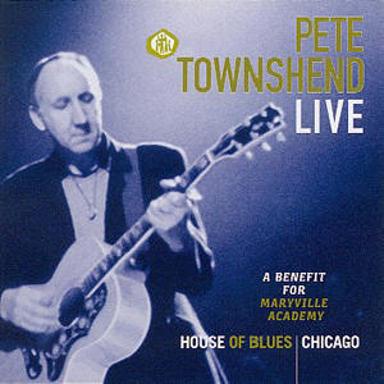 PETE
TOWNSHEND
LIVE
A BENEFIT
FOR
MARYVILLE
ACADEMY
HOUSE OF BLUES | CHICAGO